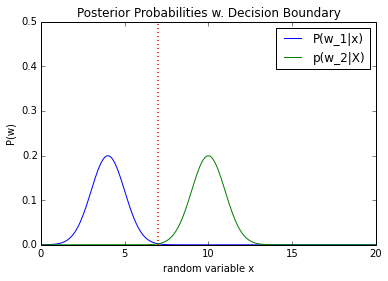 Posterior Probabilities w. Decision Boundary
P(w_1|x)
p(w_2|X)
P(w)
0.5
0.4
0.3
0.2
0.1
0.0
0 5 10 15 20
random variable x